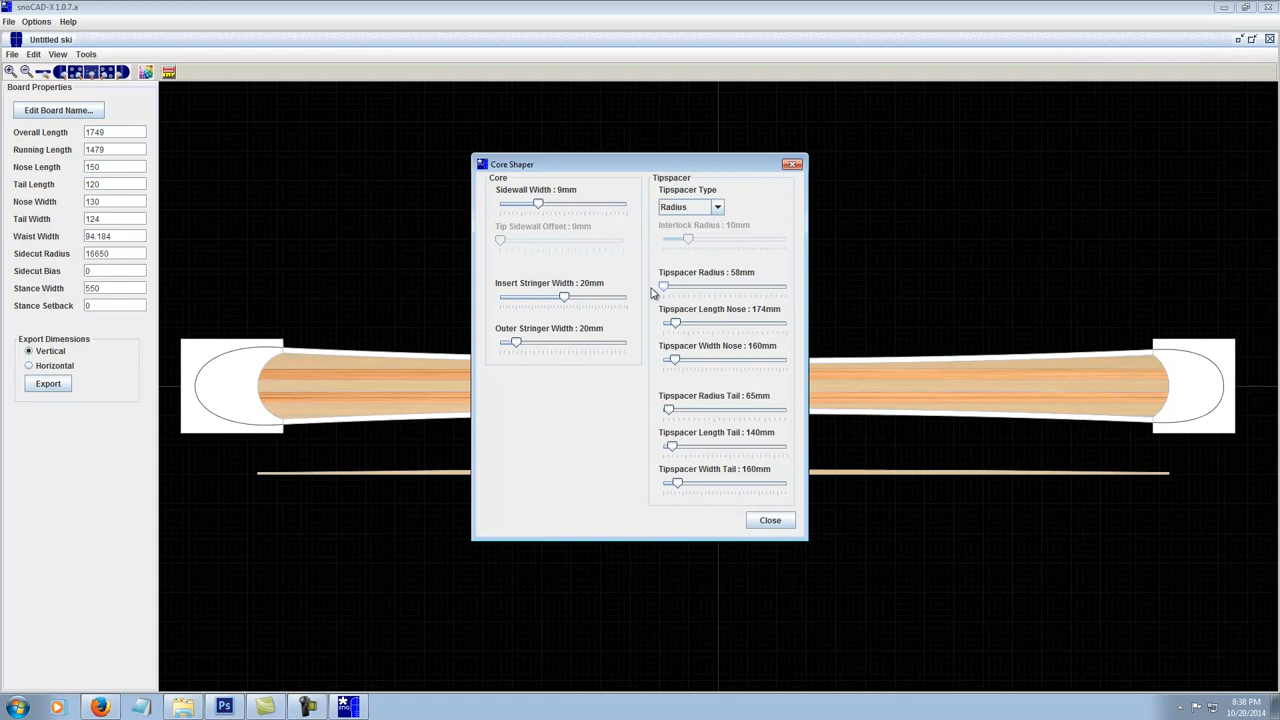 snoCAD-X 1.0.7.a
File Options Help
Untitled ski
File Edit View Tools
Board Properties
Edit Board Name...
Overall Length 1749
Running Length 1479
Nose Length 150
Tail Length 120
Nose Width 130
Tail Width 124
Waist Width 94.184
Sidecut Radius 16650
Sidecut Bias 0
Stance Width 550
Stance Setback 0
Export Dimensions
Vertical
Horizontal
Export
Core Shaper
Core
Sidewall Width : 9mm
Tip Sidewall Offset : 0mm
Insert Stringer Width : 20mm
Outer Stringer Width : 20mm
Tipspacer
Tipspacer Type
Radius
Interlock Radius : 10mm
Tipspacer Radius : 58mm
Tipspacer Length Nose : 174mm
Tipspacer Width Nose : 160mm
Tipspacer Radius Tail : 65mm
Tipspacer Length Tail : 140mm
Tipspacer Width Tail : 160mm
Close
Ps
8:38 PM
10/20/2014